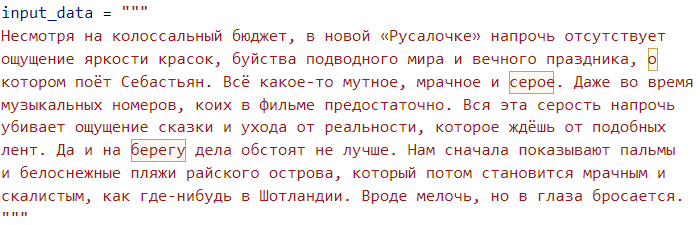 input_data = """
Несмотря на колоссальный бюджет, в новой «Русалочке» напрочь отсутствует
ощущение яркости красок, буйства подводного мира и вечного праздника, о
котором поёт Себастьян. Всё какое-то мутное, мрачное и серое. Даже во время
музыкальных номеров, коих в фильме предостаточно. Вся эта серость напрочь
убивает ощущение сказки и ухода от реальности, которое ждёшь от подобных
лент. Да и на берегу дела обстоят не лучше. Нам сначала показывают пальмы
и белоснежные пляжи райского острова, который потом становится мрачным и
скалистым, как где-нибудь в Шотландии. Вроде мелочь, но в глаза бросается.
"""